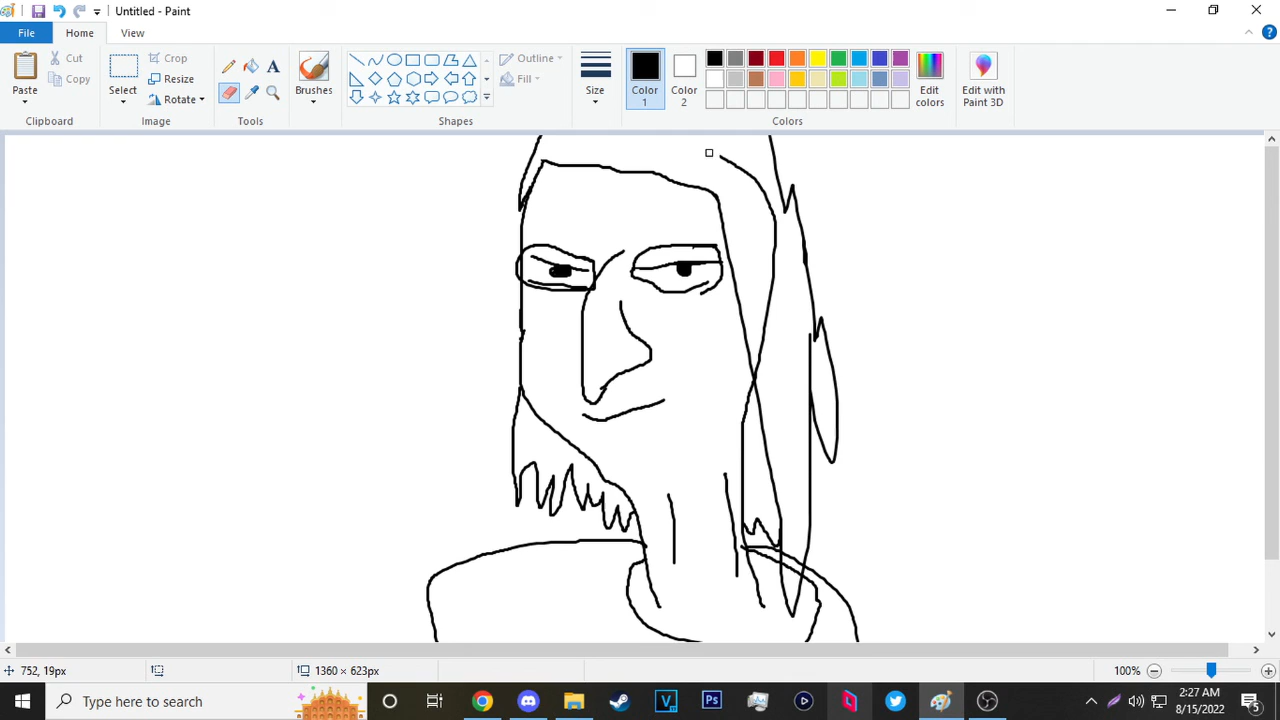 Untitled - Paint
File
Home
View
Paste
Cut
Copy
Clipboard
Select
Crop
Resize
Rotate
Image
A
Tools
Brushes
Outline
Fill
Shapes
Size
Color 1
Color 2
Edit colors
Colors
Edit with Paint 3D
752, 19px
1360 × 623px
100%
Type here to search
V
Ps
2:27 AM
8/15/2022
5